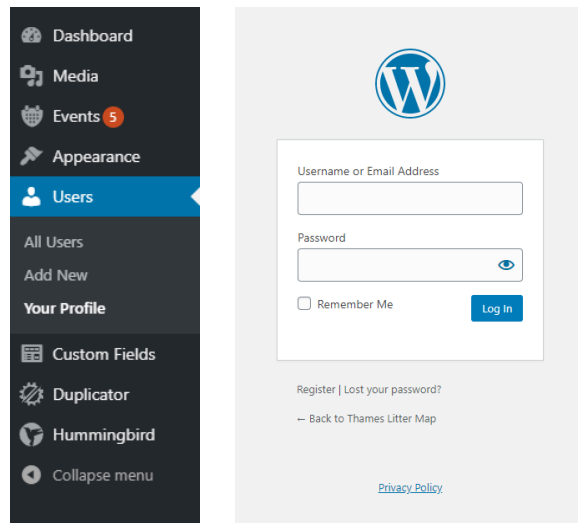 Dashboard
Media
Events 5
Appearance
Users
All Users
Add New
Your Profile
Custom Fields
Duplicator
Hummingbird
Collapse menu
W
Username or Email Address
Password
Remember Me
Log In
Register | Lost your password?
← Back to Thames Litter Map
Privacy Policy